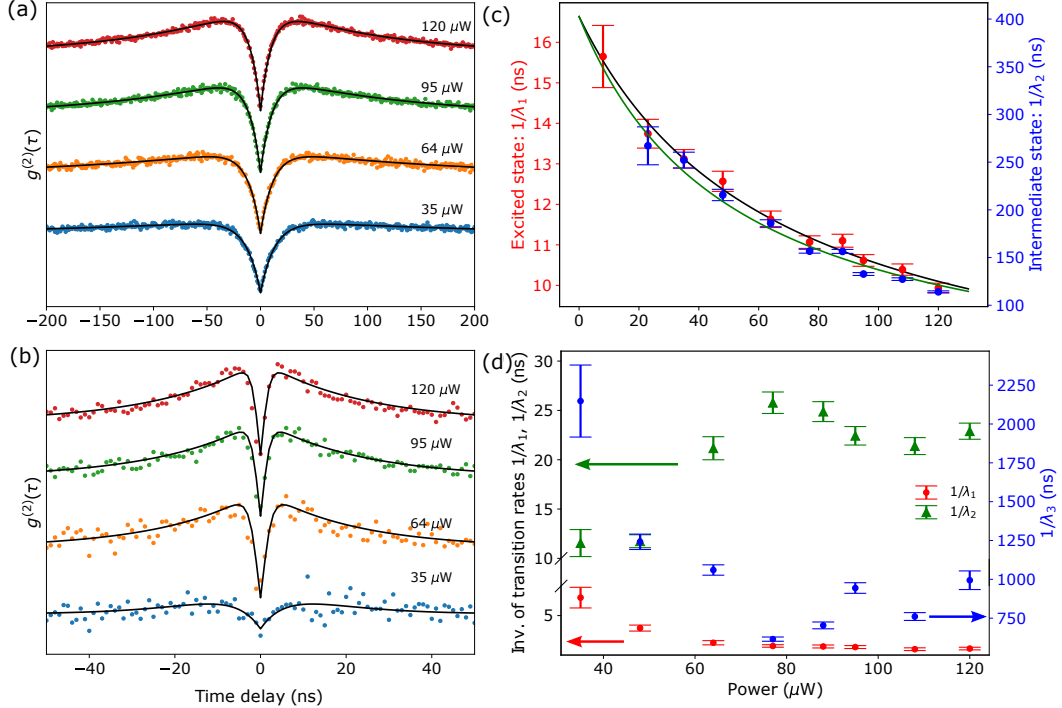 (a)
120 μW
95 μW
64 μW
35 μW
g⁽²⁾(τ)
−200 −150 −100 −50 0 50 100 150 200
(b)
120 μW
95 μW
64 μW
35 μW
g⁽²⁾(τ)
−40 −20 0 20 40
Time delay (ns)
(c)
Excited state: 1/λ₁ (ns)
16
15
14
13
12
11
10
0 20 40 60 80 100 120
400
350
300
250
200
150
100
Intermediate state: 1/λ₂ (ns)
(d)
Inv. of transition rates 1/λ₁, 1/λ₂ (ns)
30
25
20
10
5
1/λ₁
1/λ₂
40 60 80 100 120
Power (μW)
2250
2000
1750
1500
1250
1000
750
1/λ₃ (ns)